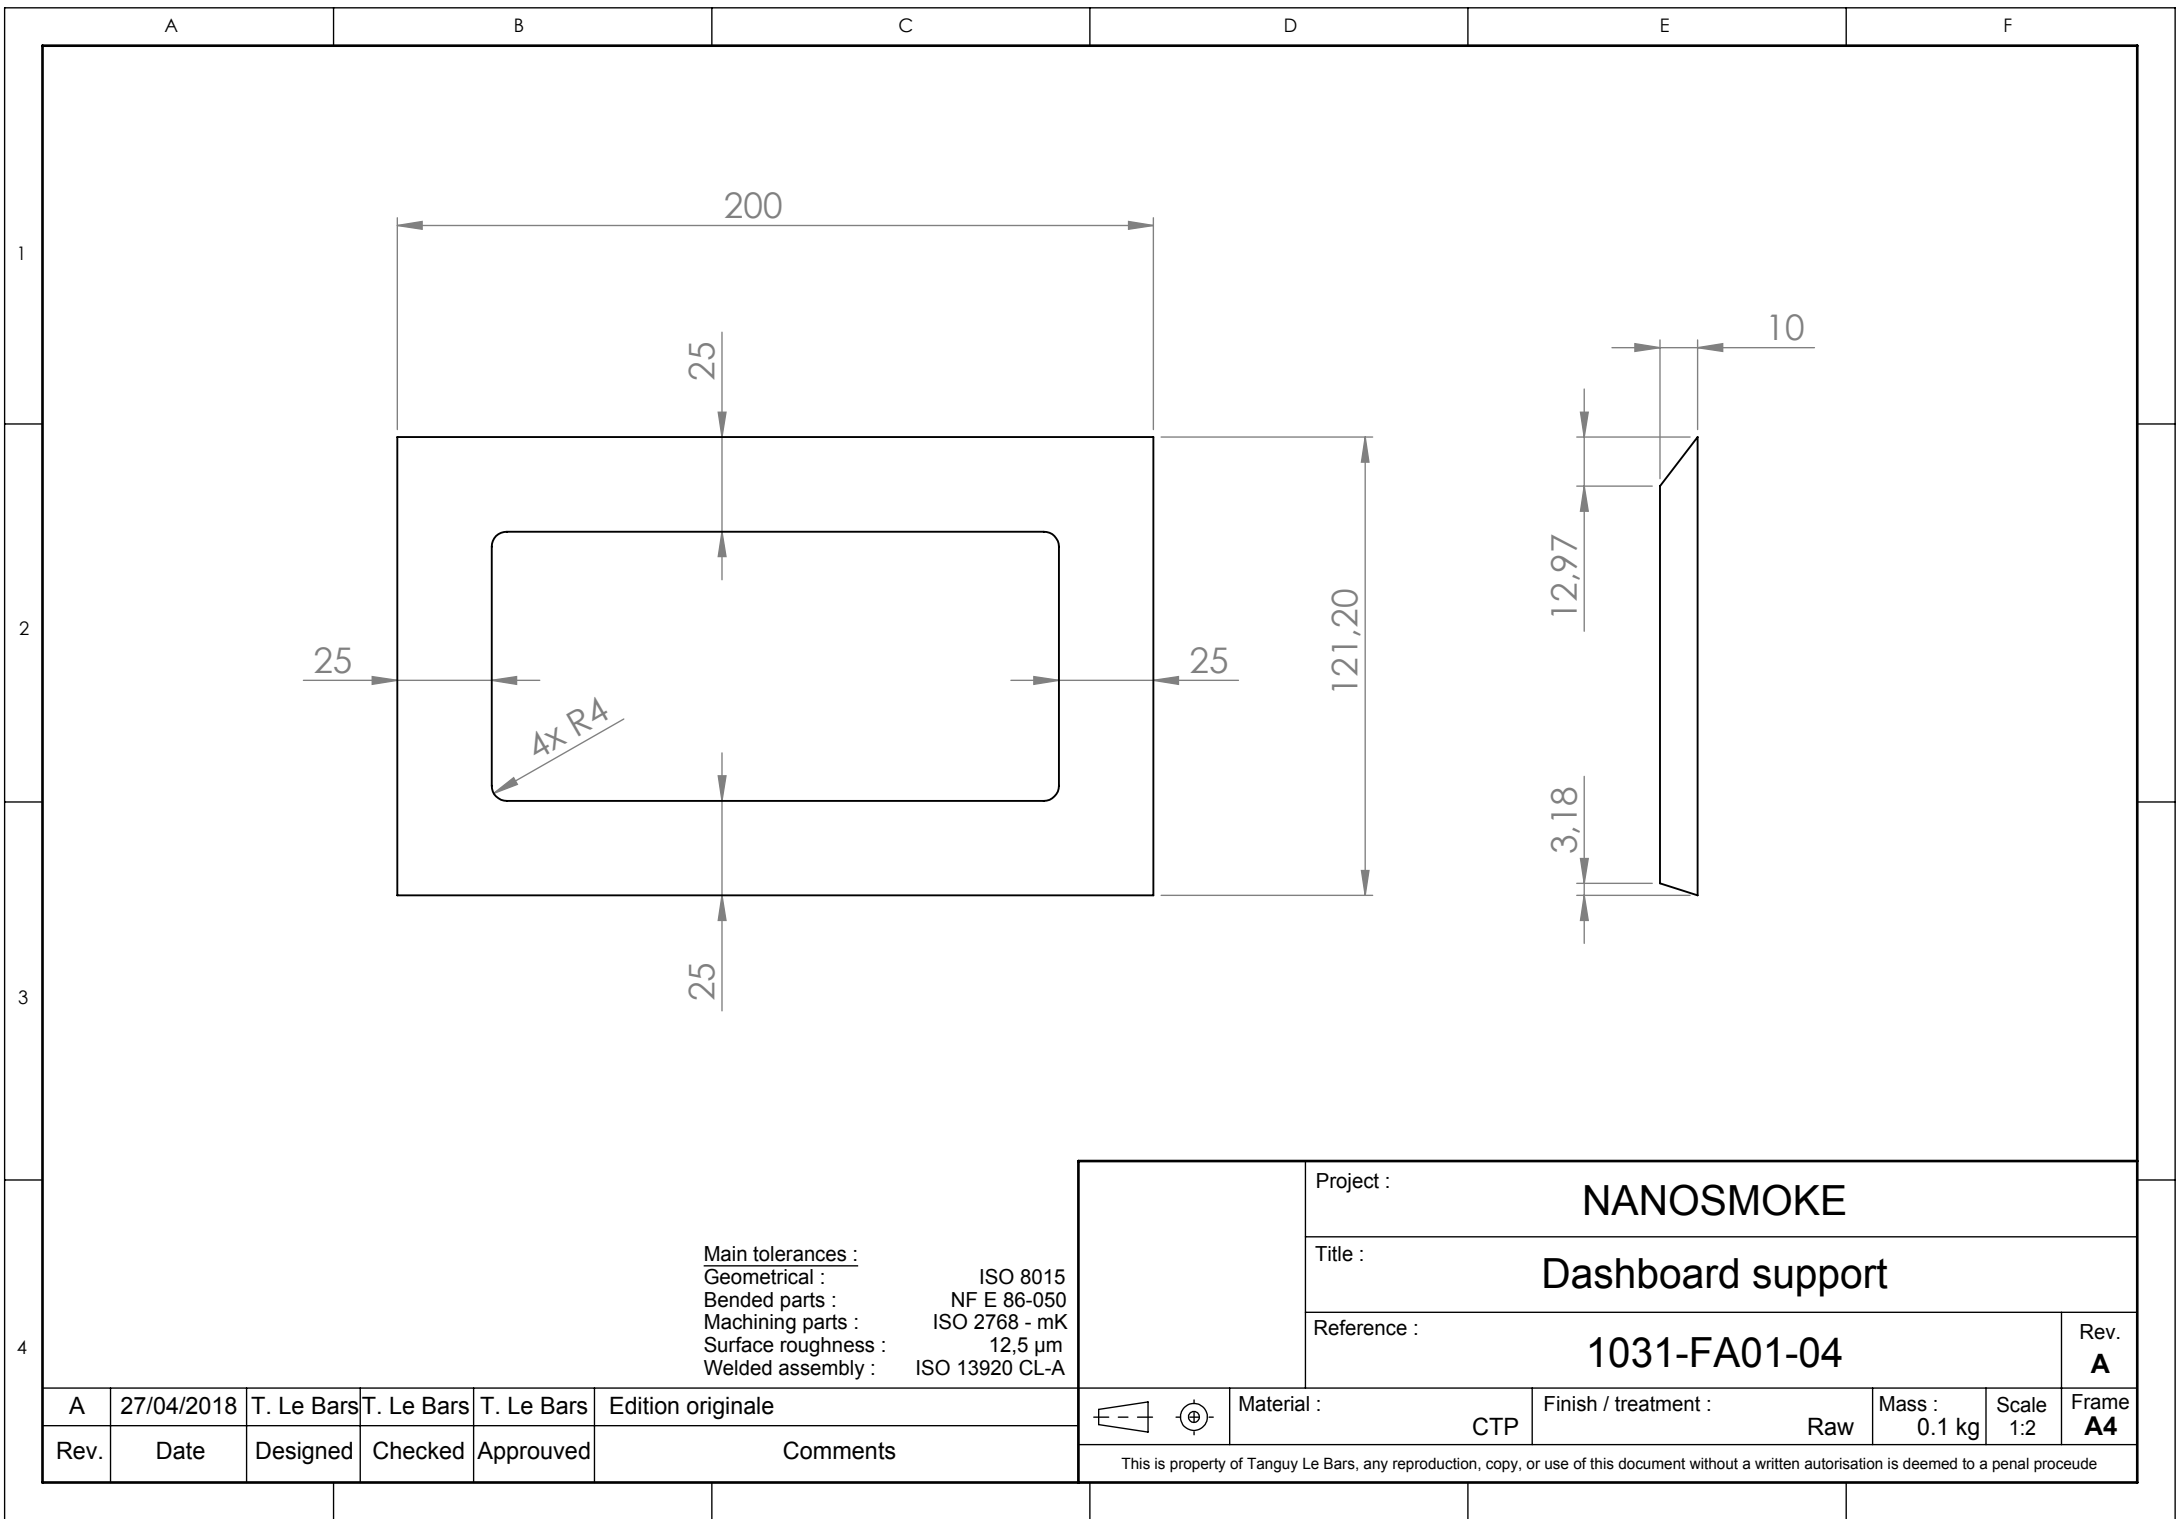 A B C D E F
1
2
3
4
200
25
10
12,97
121,20
25
25
4x R4
3,18
25
Main tolerances :
Geometrical : ISO 8015
Bended parts : NF E 86-050
Machining parts : ISO 2768 - mK
Surface roughness : 12,5 µm
Welded assembly : ISO 13920 CL-A
A 27/04/2018 T. Le Bars T. Le Bars T. Le Bars Edition originale
Rev. Date Designed Checked Approuved Comments
Project :
NANOSMOKE
Title :
Dashboard support
Reference :
1031-FA01-04
Rev.
A
Material :
CTP
Finish / treatment :
Raw
Mass :
0.1 kg
Scale
1:2
Frame
A4
This is property of Tanguy Le Bars, any reproduction, copy, or use of this document without a written autorisation is deemed to a penal proceude